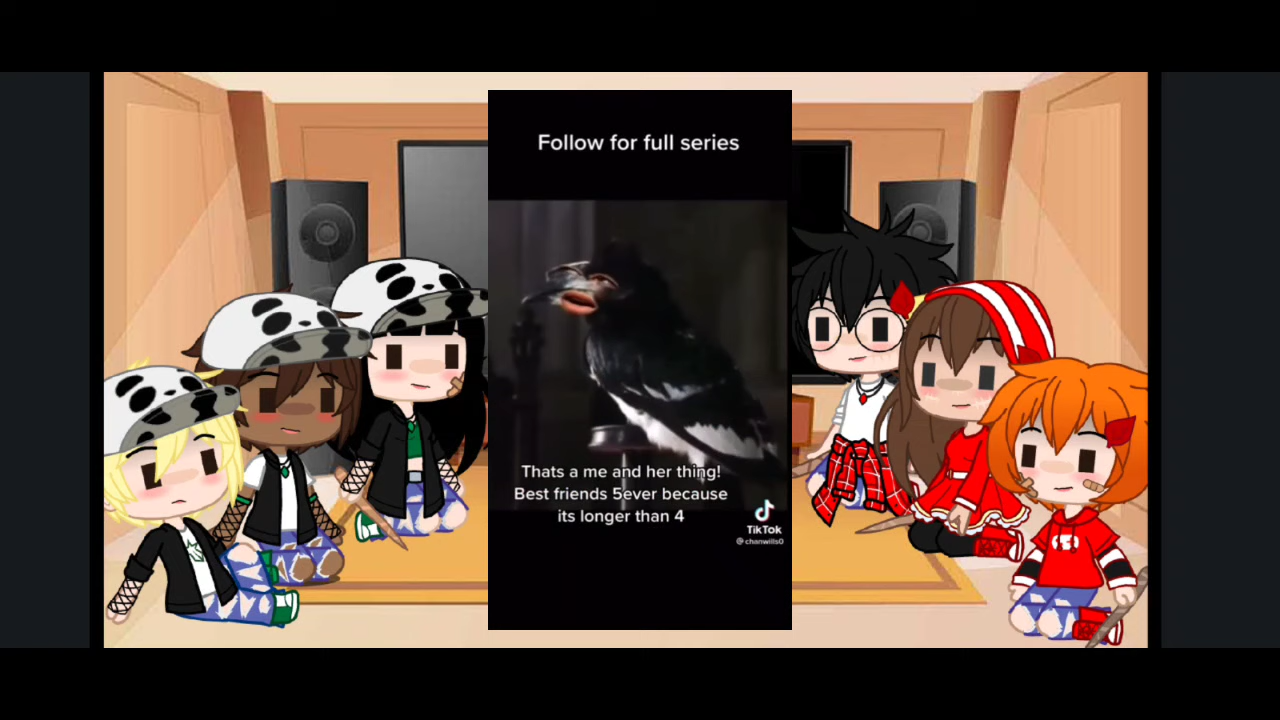 Follow for full series
Thats a me and her thing!
Best friends 5ever because
its longer than 4
TikTok
@chanwills0